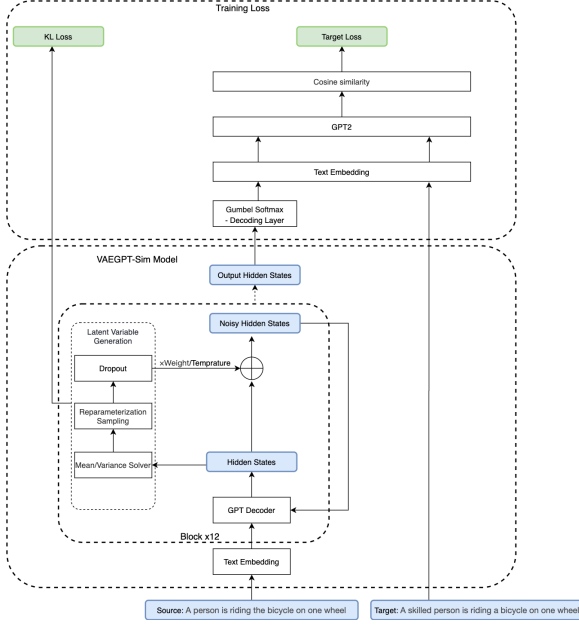 Training Loss
KL Loss
Target Loss
Cosine similarity
GPT2
Text Embedding
Gumbel Softmax
- Decoding Layer
VAEGPT-Sim Model
Output Hidden States
Noisy Hidden States
Latent Variable
Generation
Dropout
×Weight/Temprature
Reparameterization
Sampling
Mean/Variance Solver
Hidden States
GPT Decoder
Block x12
Text Embedding
Source: A person is riding the bicycle on one wheel
Target: A skilled person is riding a bicycle on one wheel